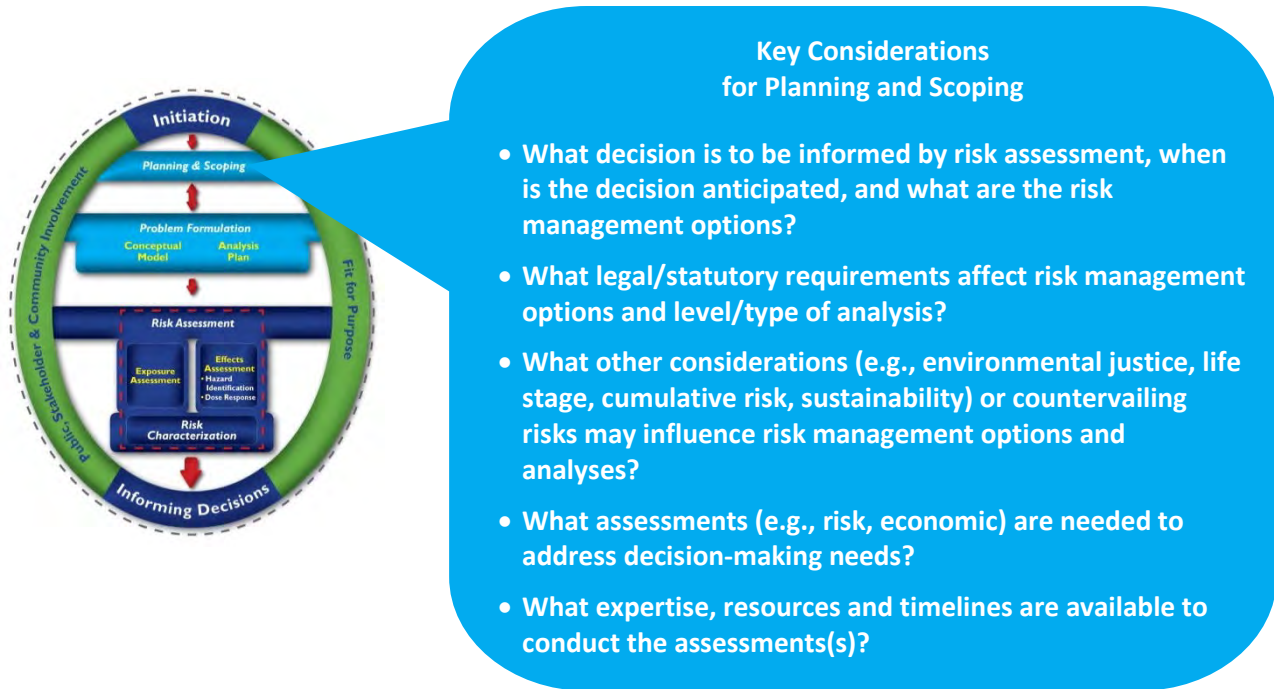 Initiation
Planning & Scoping
Problem Formulation
Conceptual
Model
Analysis
Plan
Risk Assessment
Exposure
Assessment
Effects
Assessment
• Hazard
Identification
• Dose Response
Risk
Characterization
Informing Decisions
Public, Stakeholder & Community Involvement
Fit for Purpose
Key Considerations
for Planning and Scoping
• What decision is to be informed by risk assessment, when
is the decision anticipated, and what are the risk
management options?
• What legal/statutory requirements affect risk management
options and level/type of analysis?
• What other considerations (e.g., environmental justice, life
stage, cumulative risk, sustainability) or countervailing
risks may influence risk management options and
analyses?
• What assessments (e.g., risk, economic) are needed to
address decision-making needs?
• What expertise, resources and timelines are available to
conduct the assessments(s)?